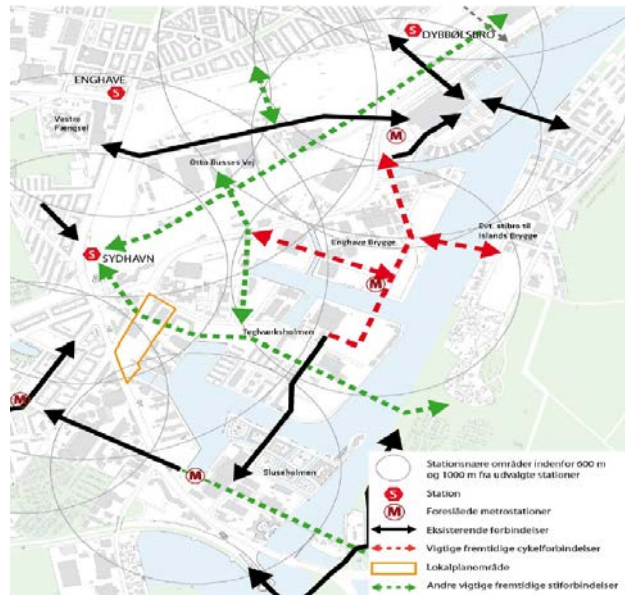 S
DYBBØLSBRO
ENGHAVE
S
Vestre
Fængsel
M
Otto Busses Vej
Evt. stibro til
Islands Brygge
Enghave Brygge
S
SYDHAVN
M
Teglværksholmen
M
Sluseholmen
M
Stationsnære områder indenfor 600 m
og 1000 m fra udvalgte stationer
S
Station
M
Foreslåede metrostationer
Eksisterende forbindelser
Vigtige fremtidige cykelforbindelser
Lokalplanområde
Andre vigtige fremtidige stiforbindelser